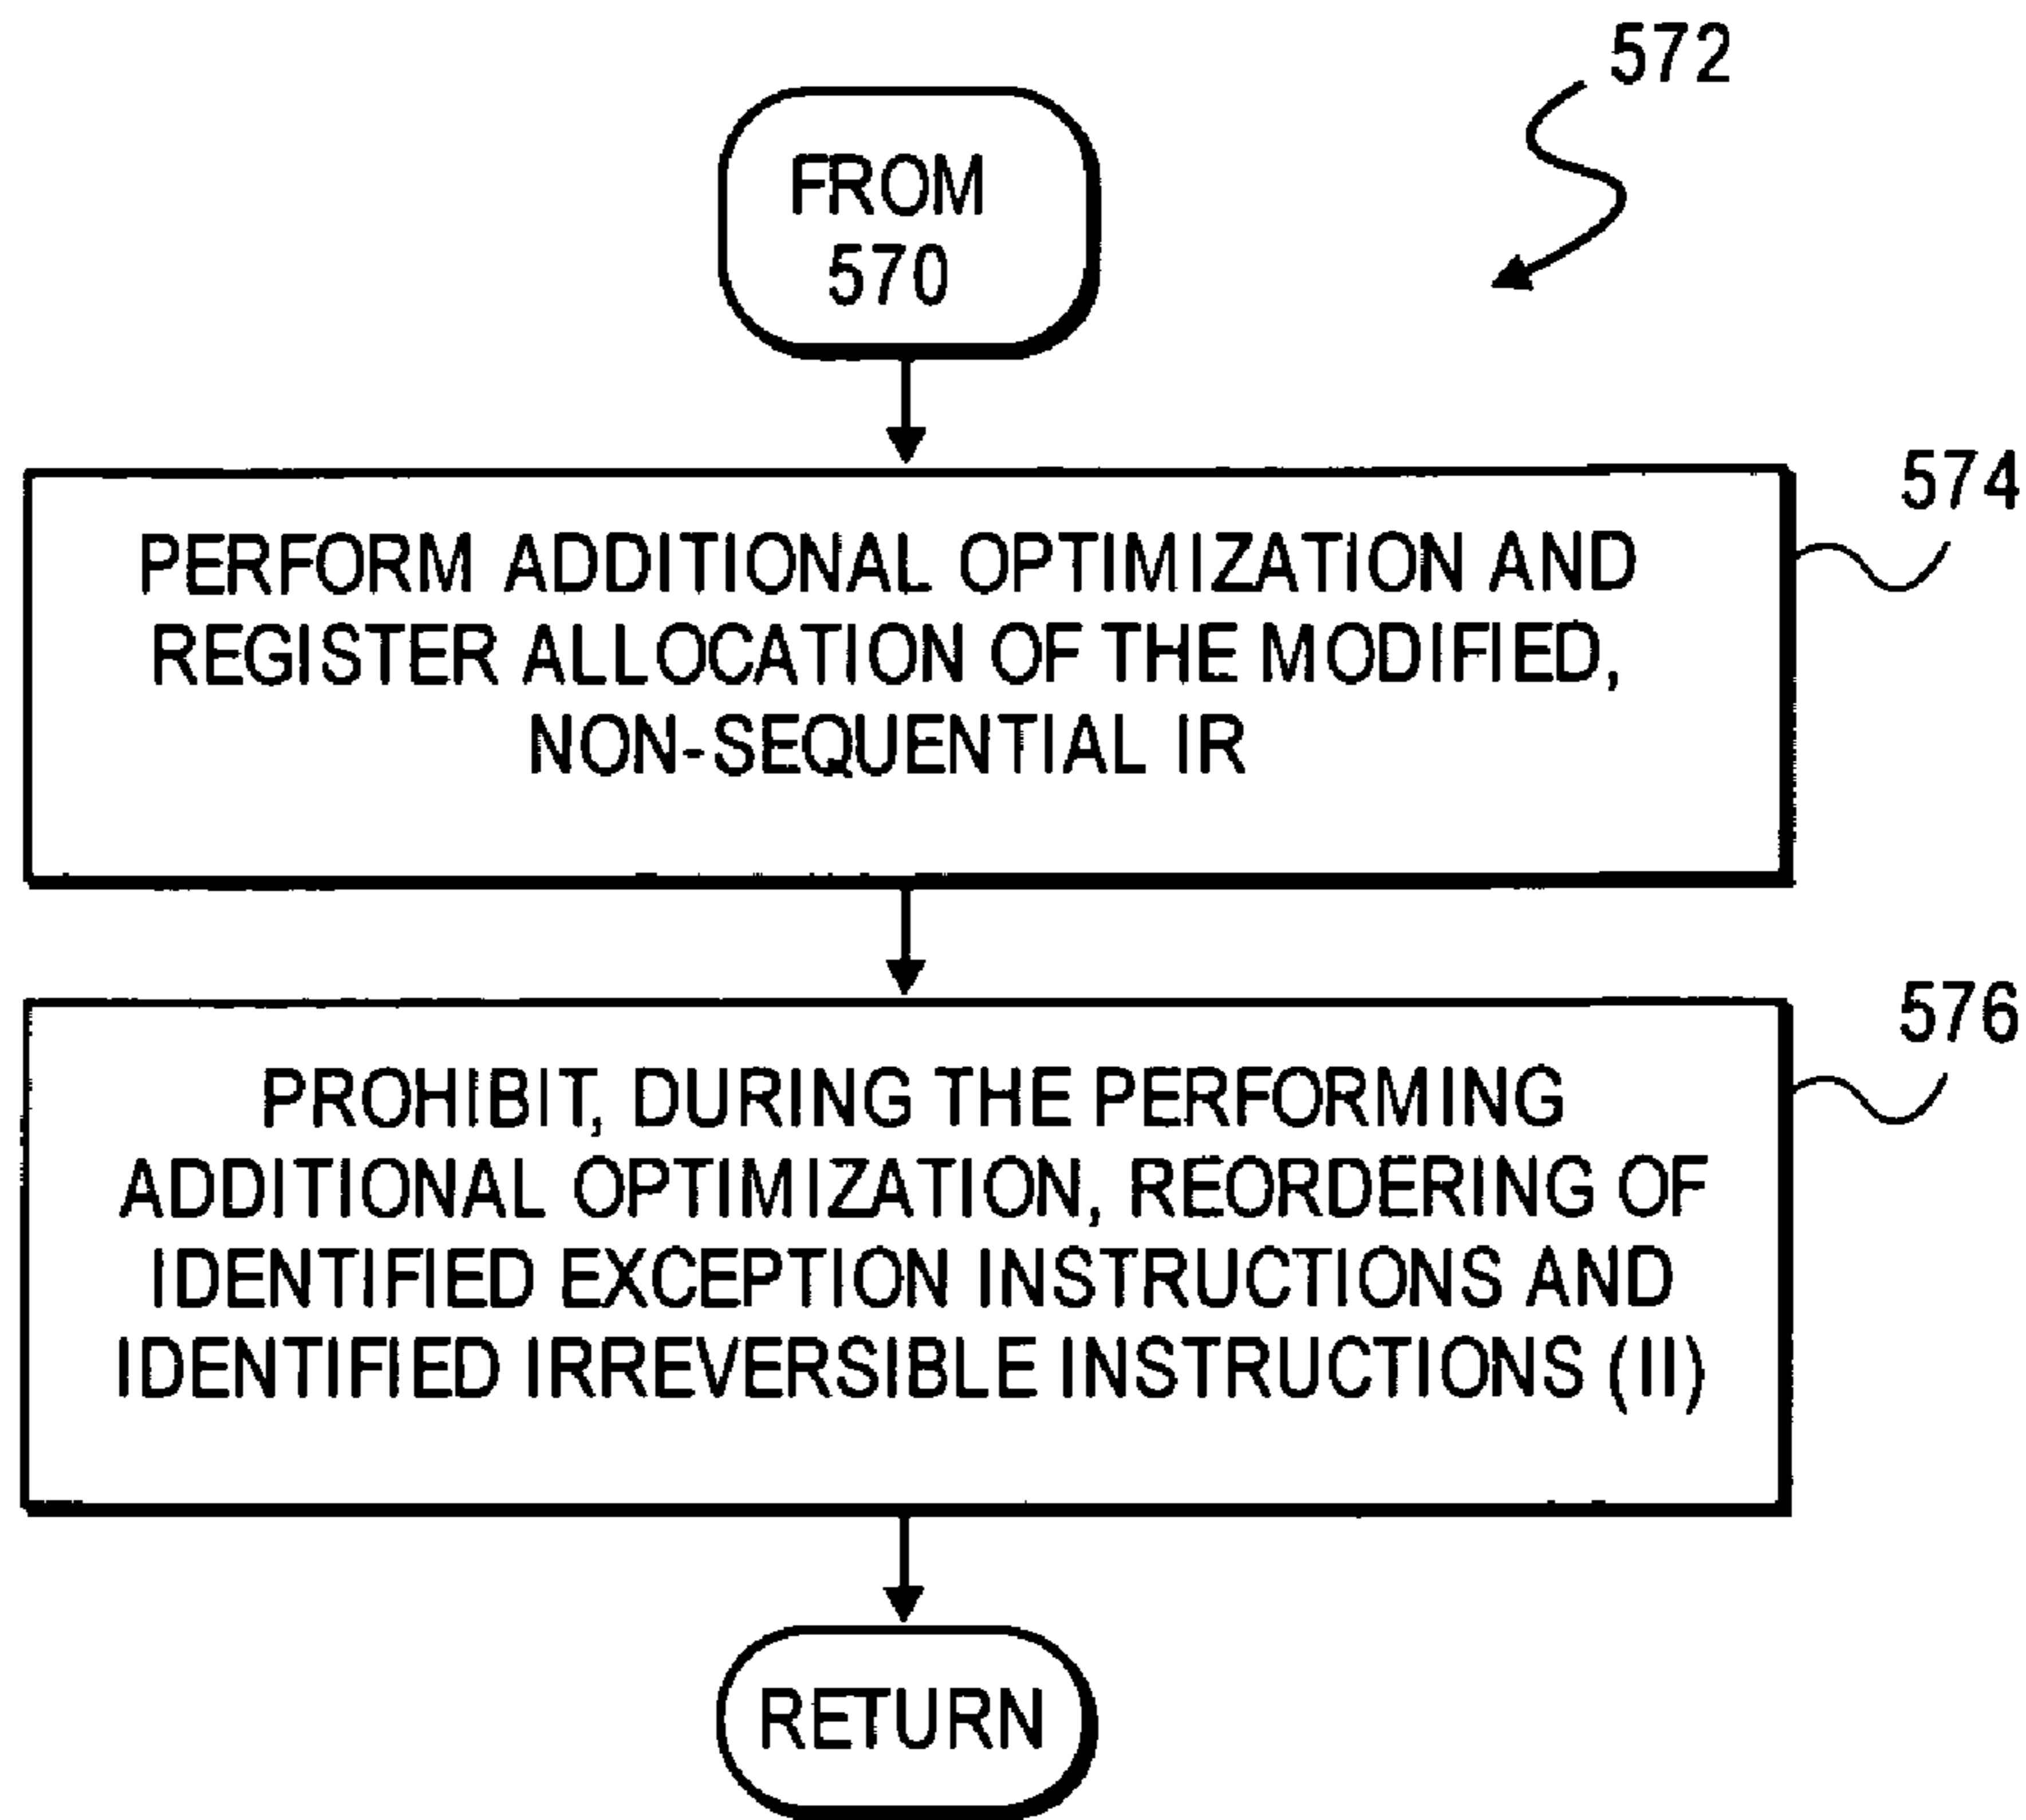 572
FROM
570
574
PERFORM ADDITIONAL OPTIMIZATION AND
REGISTER ALLOCATION OF THE MODIFIED,
NON-SEQUENTIAL IR
576
PROHIBIT, DURING THE PERFORMING
ADDITIONAL OPTIMIZATION, REORDERING OF
IDENTIFIED EXCEPTION INSTRUCTIONS AND
IDENTIFIED IRREVERSIBLE INSTRUCTIONS (II)
RETURN